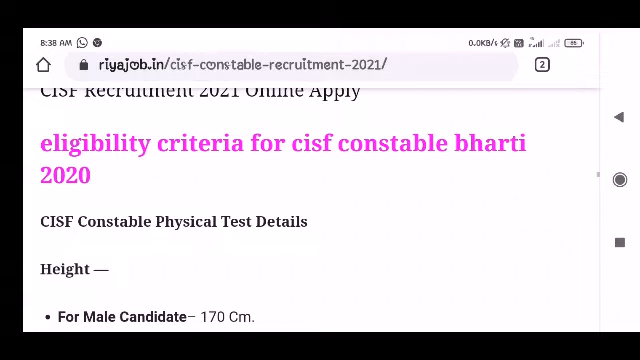 8:38 AM
0.0KB/s
85
riyajob.in/cisf-constable-recruitment-2021/
2
CISF Recruitment 2021 Online Apply
eligibility criteria for cisf constable bharti
2020
CISF Constable Physical Test Details
Height —
• For Male Candidate– 170 Cm.